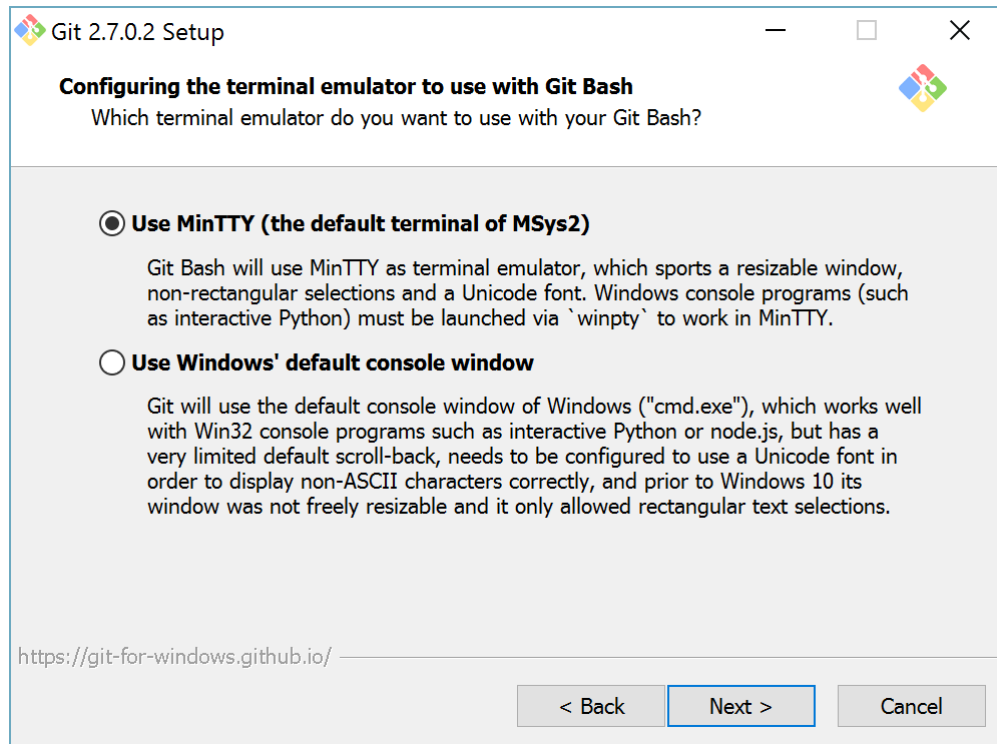 Git 2.7.0.2 Setup
Configuring the terminal emulator to use with Git Bash
Which terminal emulator do you want to use with your Git Bash?
Use MinTTY (the default terminal of MSys2)
Git Bash will use MinTTY as terminal emulator, which sports a resizable window,
non-rectangular selections and a Unicode font. Windows console programs (such
as interactive Python) must be launched via `winpty` to work in MinTTY.
Use Windows' default console window
Git will use the default console window of Windows ("cmd.exe"), which works well
with Win32 console programs such as interactive Python or node.js, but has a
very limited default scroll-back, needs to be configured to use a Unicode font in
order to display non-ASCII characters correctly, and prior to Windows 10 its
window was not freely resizable and it only allowed rectangular text selections.
https://git-for-windows.github.io/
< Back
Next >
Cancel